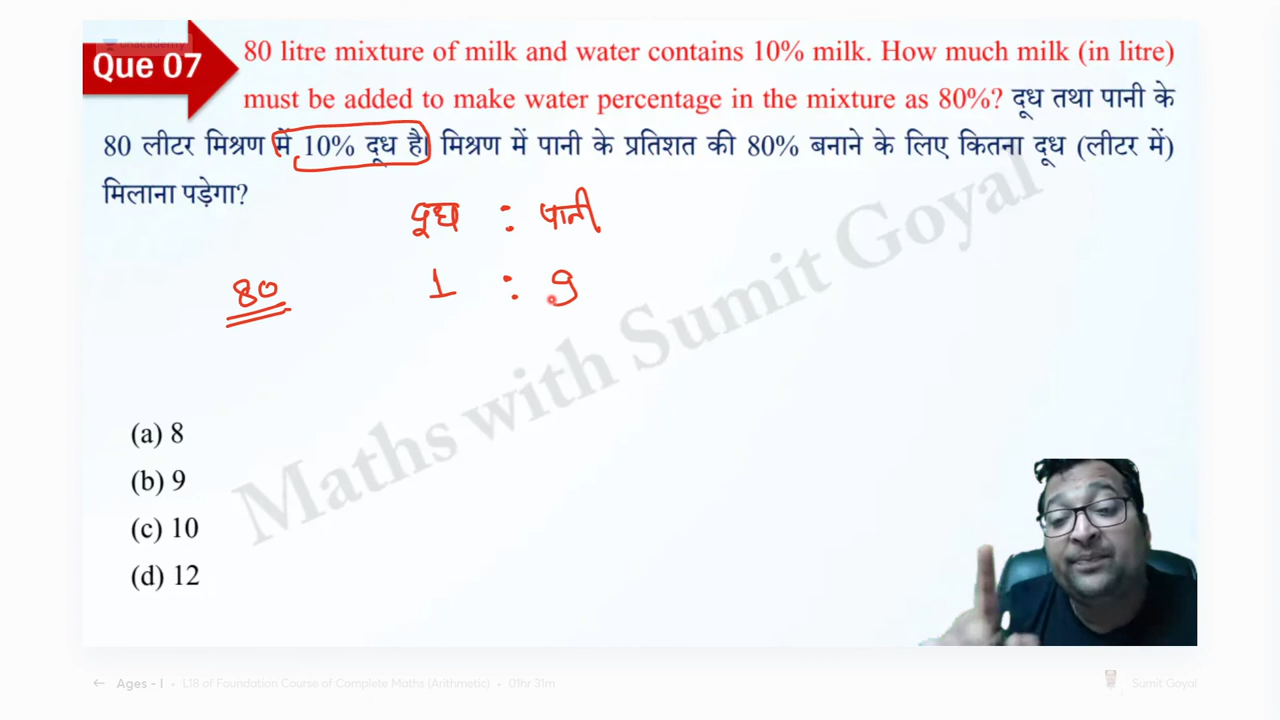 unacademy
Que 07
80 litre mixture of milk and water contains 10% milk. How much milk (in litre)
must be added to make water percentage in the mixture as 80%? दूध तथा पानी के
80 लीटर मिश्रण में 10% दूध है। मिश्रण में पानी के प्रतिशत की 80% बनाने के लिए कितना दूध (लीटर में)
मिलाना पड़ेगा?
दूध : पानी
80 1 : 9
Maths with Sumit Goyal
(a) 8
(b) 9
(c) 10
(d) 12
← Ages - I • L18 of Foundation Course of Complete Maths (Arithmetic) • 01hr 31m
Sumit Goyal